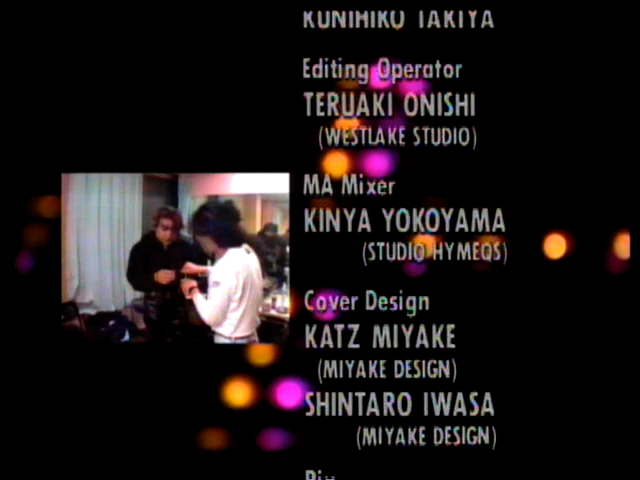 KUNIHIKO TAKIYA
Editing Operator
TERUAKI ONISHI
(WESTLAKE STUDIO)
MA Mixer
KINYA YOKOYAMA
(STUDIO HYMEQS)
Cover Design
KATZ MIYAKE
(MIYAKE DESIGN)
SHINTARO IWASA
(MIYAKE DESIGN)